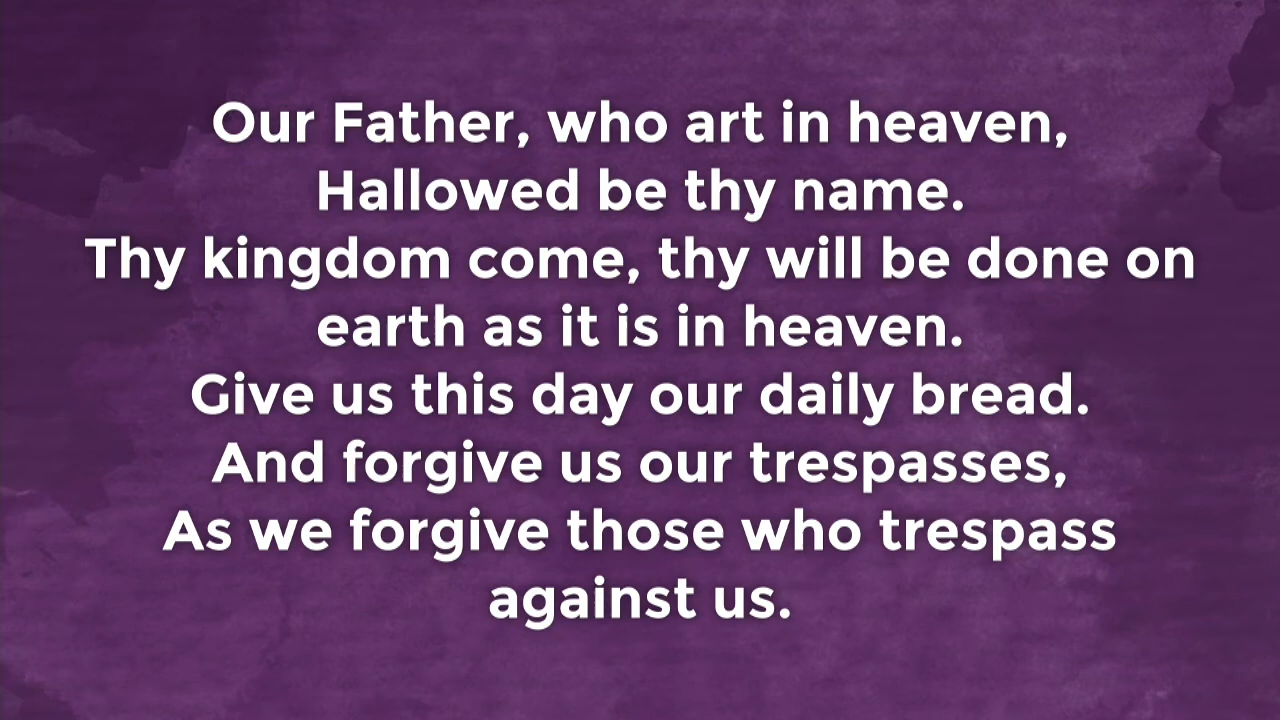 Our Father, who art in heaven,
Hallowed be thy name.
Thy kingdom come, thy will be done on
earth as it is in heaven.
Give us this day our daily bread.
And forgive us our trespasses,
As we forgive those who trespass
against us.